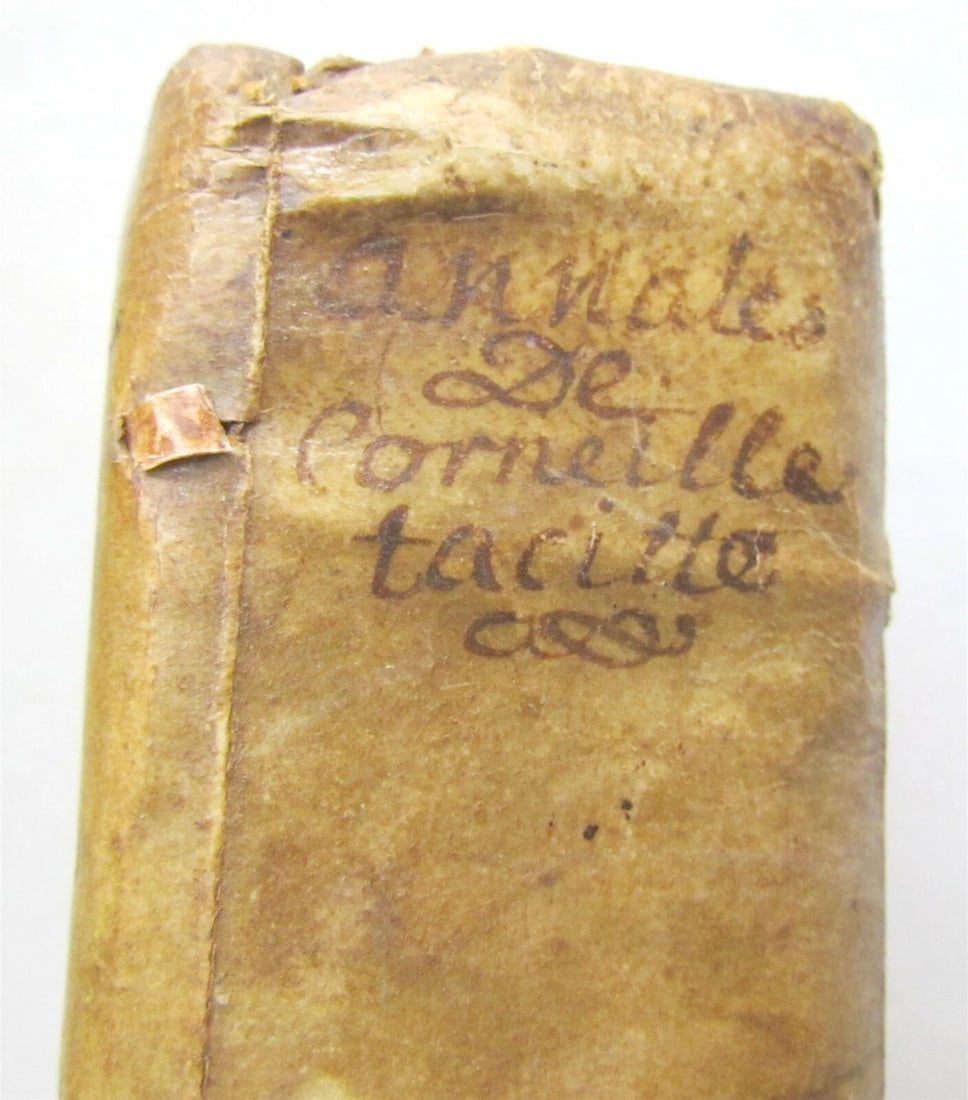 Annales
De
Corneille
tacitte